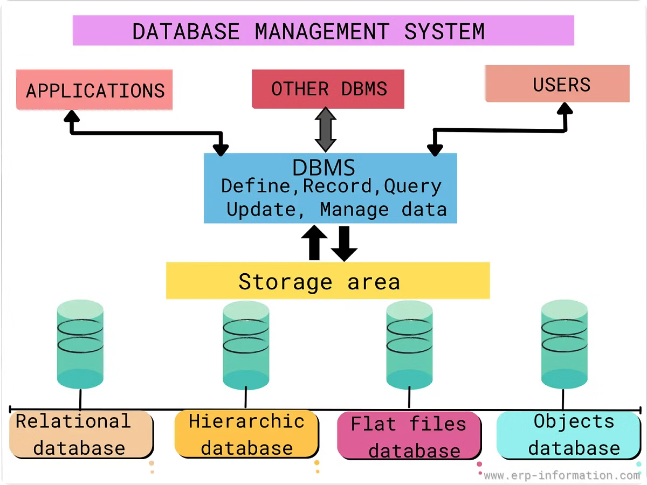 DATABASE MANAGEMENT SYSTEM
APPLICATIONS
OTHER DBMS
USERS
DBMS
Define,Record,Query
Update, Manage data
Storage area
Relational
database
Hierarchic
database
Flat files
database
Objects
database
www.erp-information.com